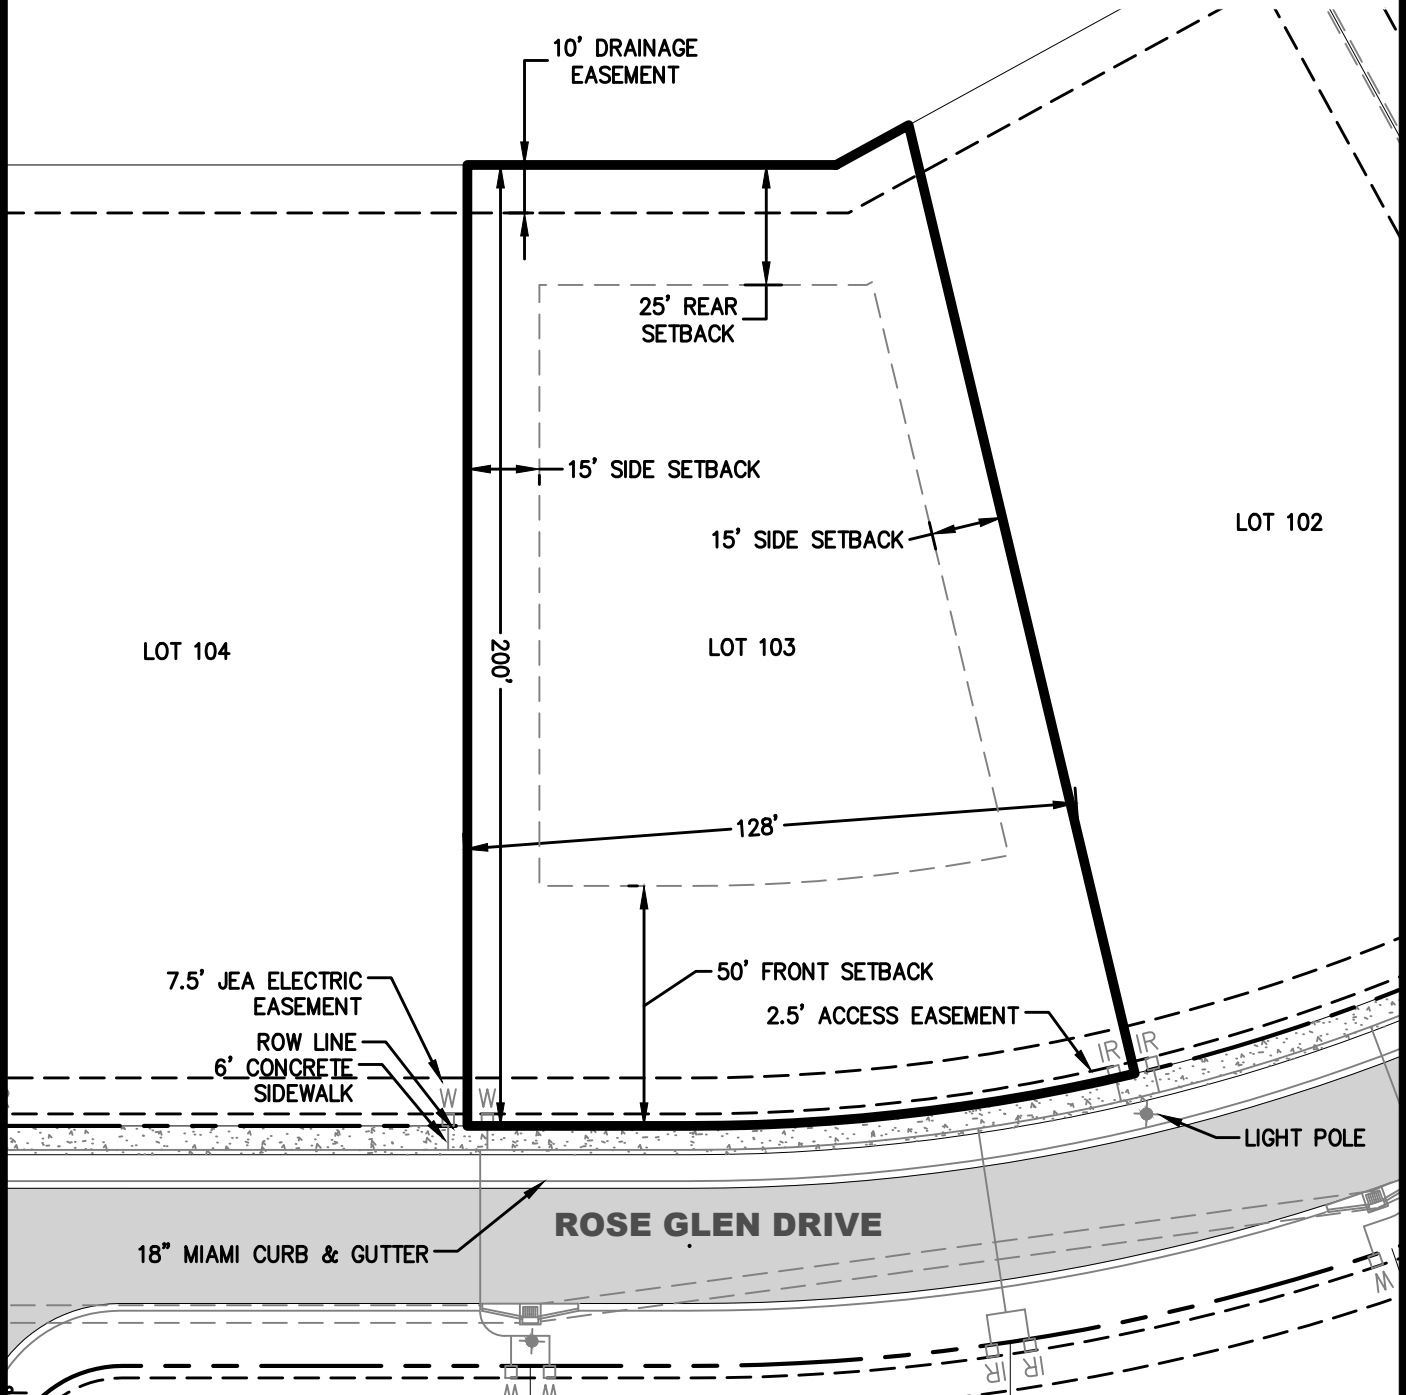 10' DRAINAGE
EASEMENT
25' REAR
SETBACK
15' SIDE SETBACK
15' SIDE SETBACK
LOT 102
LOT 104
200'
LOT 103
128'
7.5' JEA ELECTRIC
EASEMENT
50' FRONT SETBACK
2.5' ACCESS EASEMENT
ROW LINE
6' CONCRETE
SIDEWALK
IR IR
W W
LIGHT POLE
ROSE GLEN DRIVE
18" MIAMI CURB & GUTTER
W
IR IR
W W